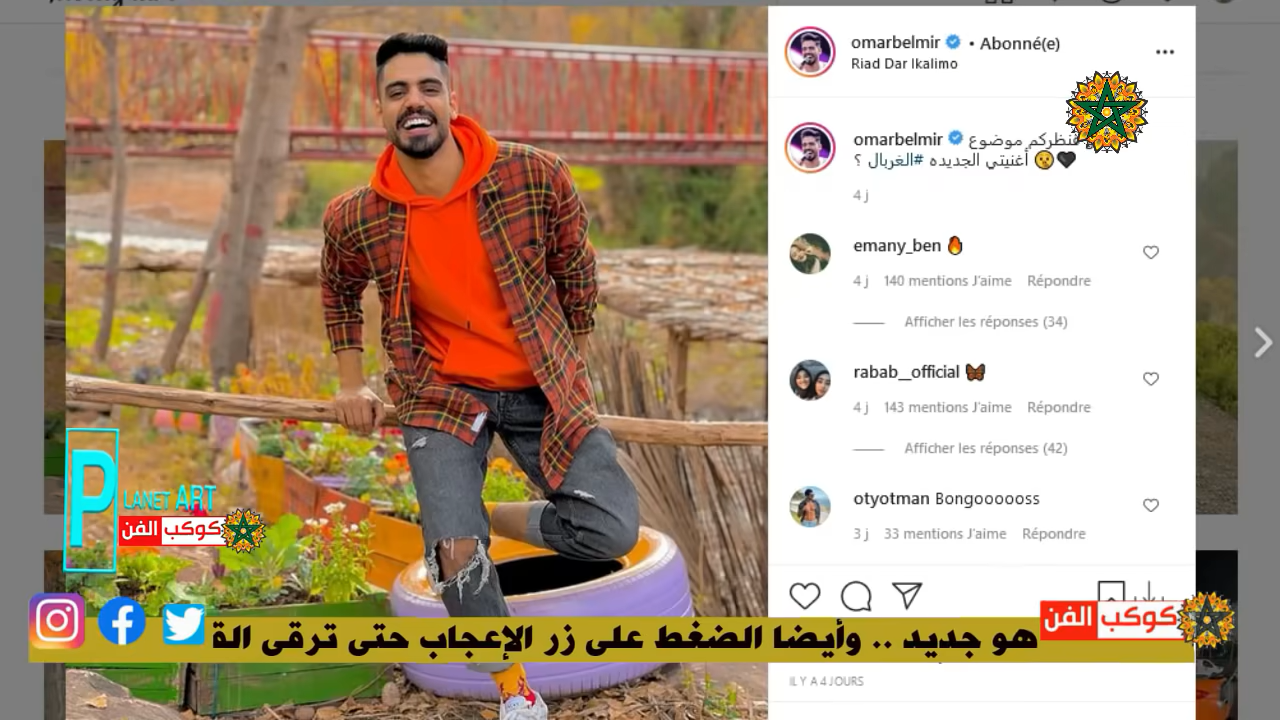 omarbelmir • Abonné(e)
Riad Dar Ikalimo
omarbelmir فنظركم موضوع
أغنيتي الجديده #الغربال ؟
4 j
emany_ben
4 j 140 mentions J'aime Répondre
Afficher les réponses (34)
rabab__official
4 j 143 mentions J'aime Répondre
Afficher les réponses (42)
otyotman Bongoooooss
3 j 33 mentions J'aime Répondre
PLANET ART
كوكب الفن
كوكب الفن
هو جديد .. وأيضا الضغط على زر الإعجاب حتى ترقى الق
IL Y A 4 JOURS